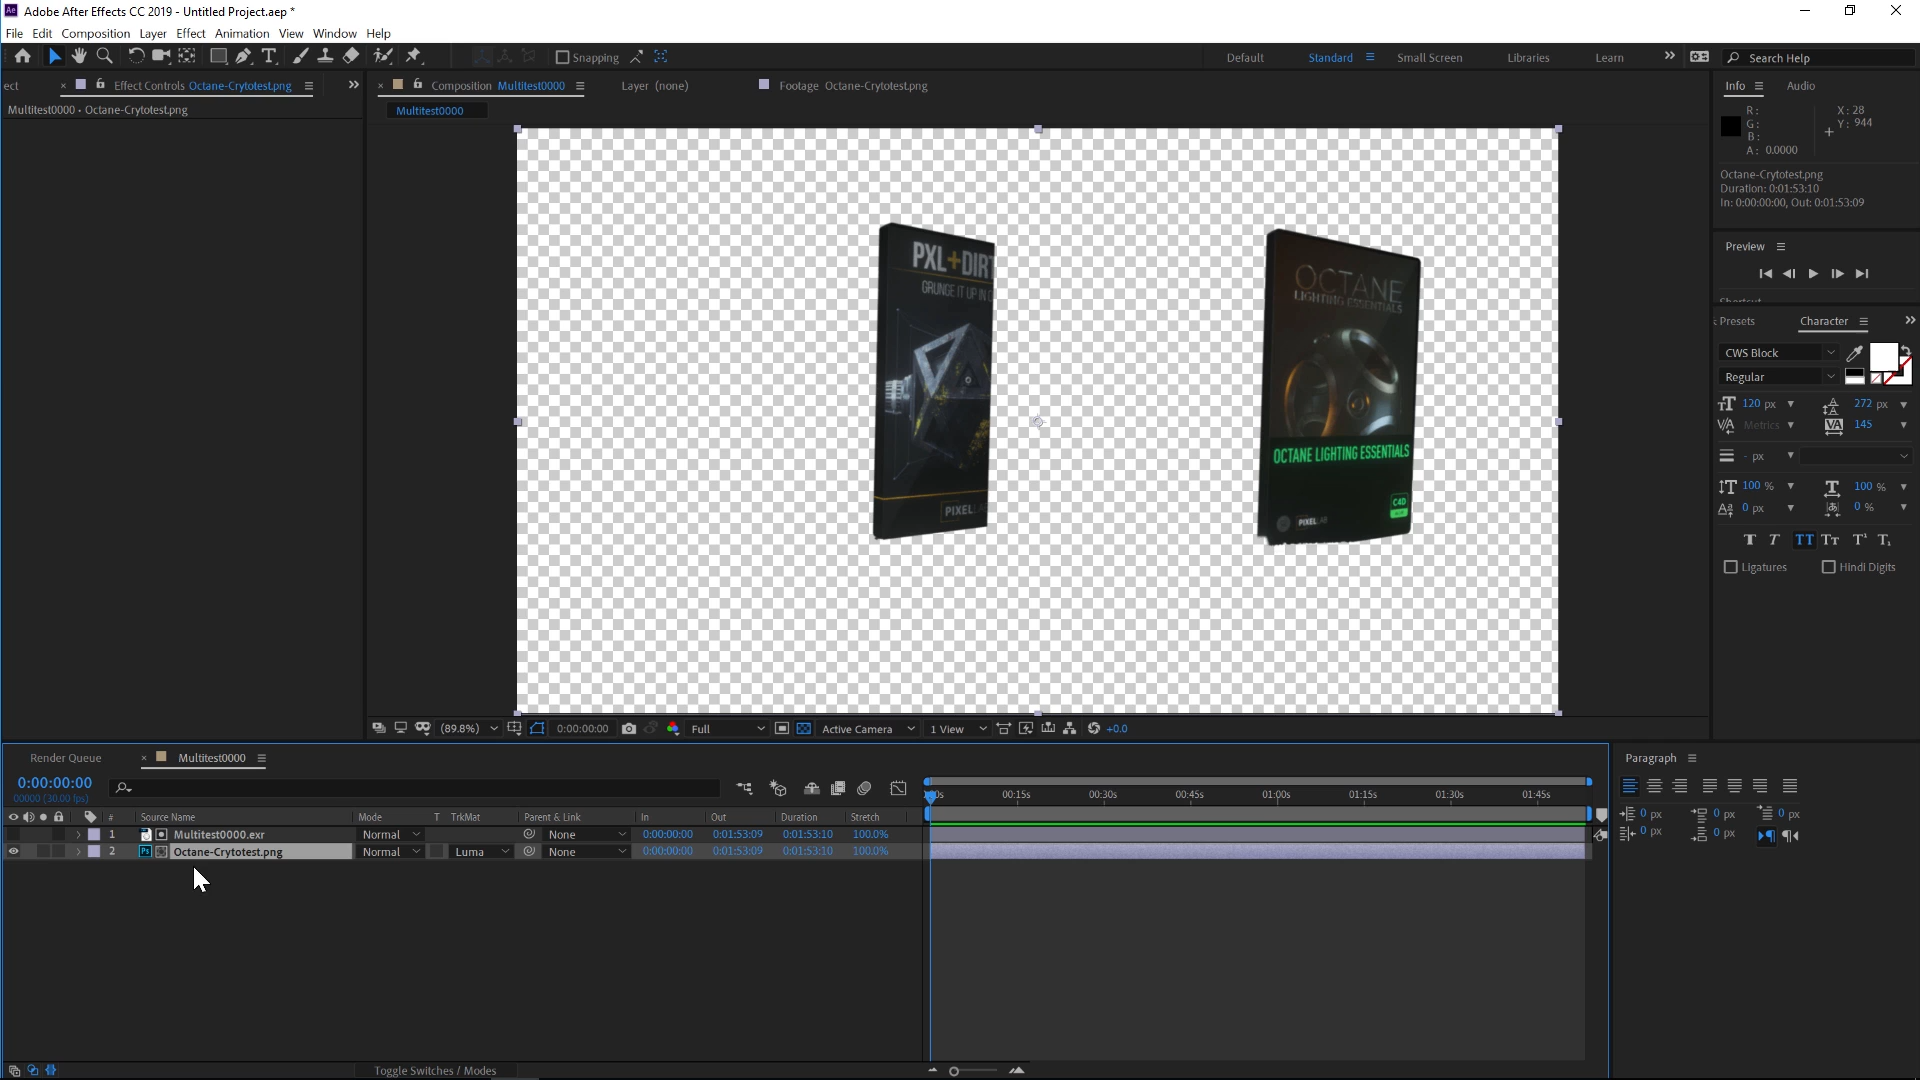 Adobe After Effects CC 2019 - Untitled Project.aep *
File Edit Composition Layer Effect Animation View Window Help
Snapping
Default Standard Small Screen Libraries Learn Search Help
ect Effect Controls Octane-Crytotest.png
Composition Multitest0000 Layer (none) Footage Octane-Crytotest.png
Info Audio
Multitest0000 • Octane-Crytotest.png
Multitest0000
R: X: 28
G: Y: 944
B:
A: 0.0000
Octane-Crytotest.png
Duration: 0:01:53:10
In: 0:00:00:00, Out: 0:01:53:09
Preview
Presets Character
CWS Block
Regular
120 px 272 px
Metrics 145
- px
100 % 100 %
0 px 0 %
Ligatures Hindi Digits
PXL+DIRT
GRUNGE IT UP IN
PIXEL
OCTANE
LIGHTING ESSENTIALS
OCTANE LIGHTING ESSENTIALS
C4D
PIXELLAB
(89.8%) 0:00:00:00 Full Active Camera 1 View +0.0
Render Queue Multitest0000
0:00:00:00
00000 (30.00 fps)
# Source Name Mode T TrkMat Parent & Link In Out Duration Stretch
1 Multitest0000.exr Normal None 0:00:00:00 0:01:53:09 0:01:53:10 100.0%
2 Octane-Crytotest.png Normal Luma None 0:00:00:00 0:01:53:09 0:01:53:10 100.0%
00:15s 00:30s 00:45s 01:00s 01:15s 01:30s 01:45s
Toggle Switches / Modes
Paragraph
0 px 0 px 0 px
0 px 0 px